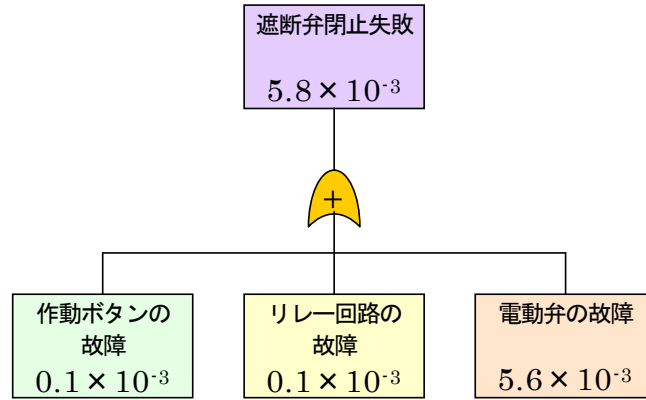 遮断弁閉止失敗
5.8×10⁻³
+
作動ボタンの
故障
0.1×10⁻³
リレー回路の
故障
0.1×10⁻³
電動弁の故障
5.6×10⁻³